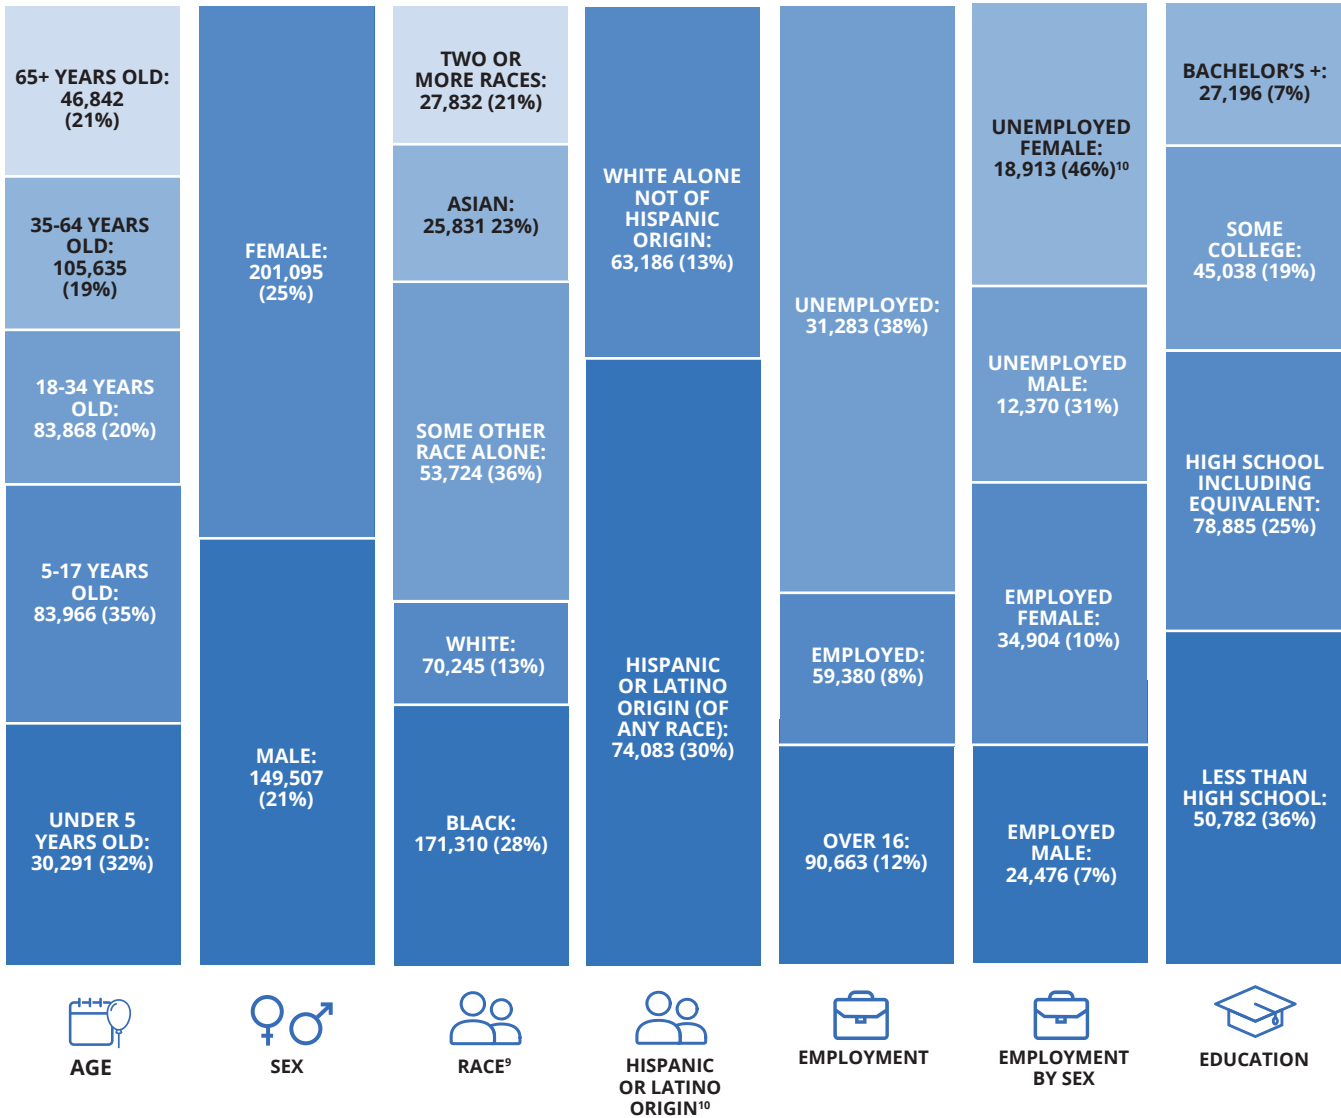 65+ YEARS OLD:
46,842
(21%)
35-64 YEARS
OLD:
105,635
(19%)
18-34 YEARS
OLD:
83,868 (20%)
5-17 YEARS
OLD:
83,966 (35%)
UNDER 5
YEARS OLD:
30,291 (32%)
AGE
FEMALE:
201,095
(25%)
MALE:
149,507
(21%)
SEX
TWO OR
MORE RACES:
27,832 (21%)
ASIAN:
25,831 23%)
SOME OTHER
RACE ALONE:
53,724 (36%)
WHITE:
70,245 (13%)
BLACK:
171,310 (28%)
RACE⁹
WHITE ALONE
NOT OF
HISPANIC
ORIGIN:
63,186 (13%)
HISPANIC
OR LATINO
ORIGIN (OF
ANY RACE):
74,083 (30%)
HISPANIC
OR LATINO
ORIGIN¹⁰
UNEMPLOYED:
31,283 (38%)
EMPLOYED:
59,380 (8%)
OVER 16:
90,663 (12%)
EMPLOYMENT
UNEMPLOYED
FEMALE:
18,913 (46%)¹⁰
UNEMPLOYED
MALE:
12,370 (31%)
EMPLOYED
FEMALE:
34,904 (10%)
EMPLOYED
MALE:
24,476 (7%)
EMPLOYMENT
BY SEX
BACHELOR'S +:
27,196 (7%)
SOME
COLLEGE:
45,038 (19%)
HIGH SCHOOL
INCLUDING
EQUIVALENT:
78,885 (25%)
LESS THAN
HIGH SCHOOL:
50,782 (36%)
EDUCATION